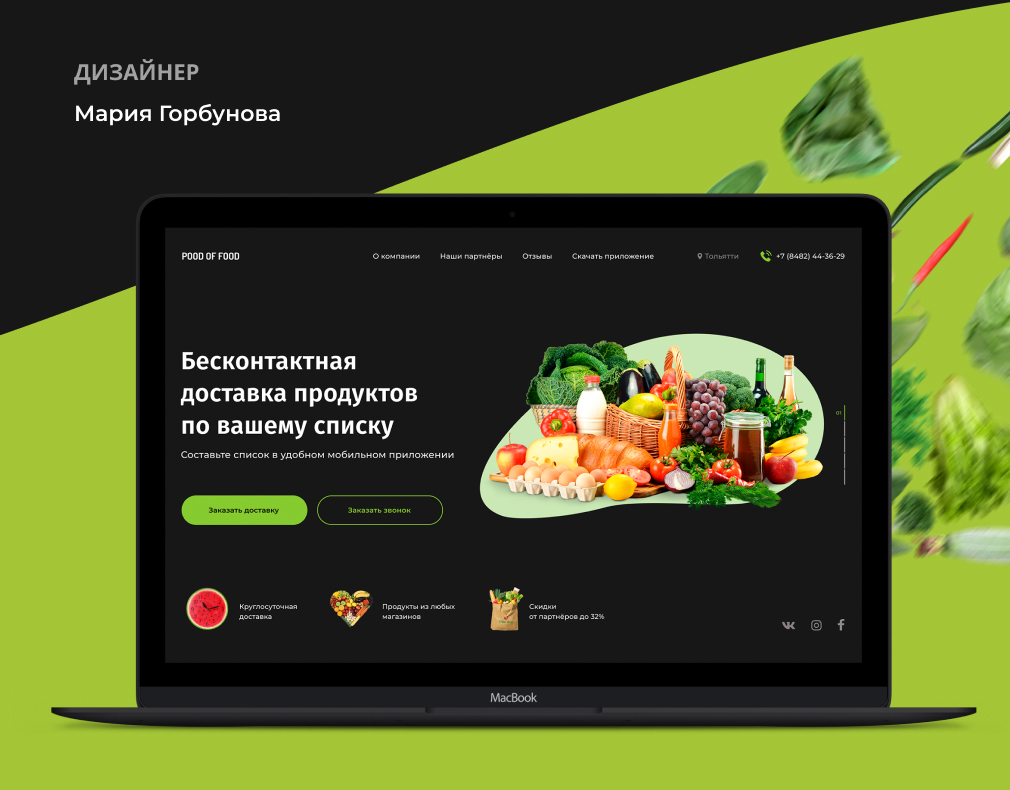 ДИЗАЙНЕР
Мария Горбунова
POOD OF FOOD
О компании
Наши партнёры
Отзывы
Скачать приложение
Тольятти
+7 (8482) 44-36-29
Бесконтактная
доставка продуктов
по вашему списку
Составьте список в удобном мобильном приложении
01
Заказать доставку
Заказать звонок
Круглосуточная
доставка
Продукты из любых
магазинов
Скидки
от партнёров до 32%
MacBook